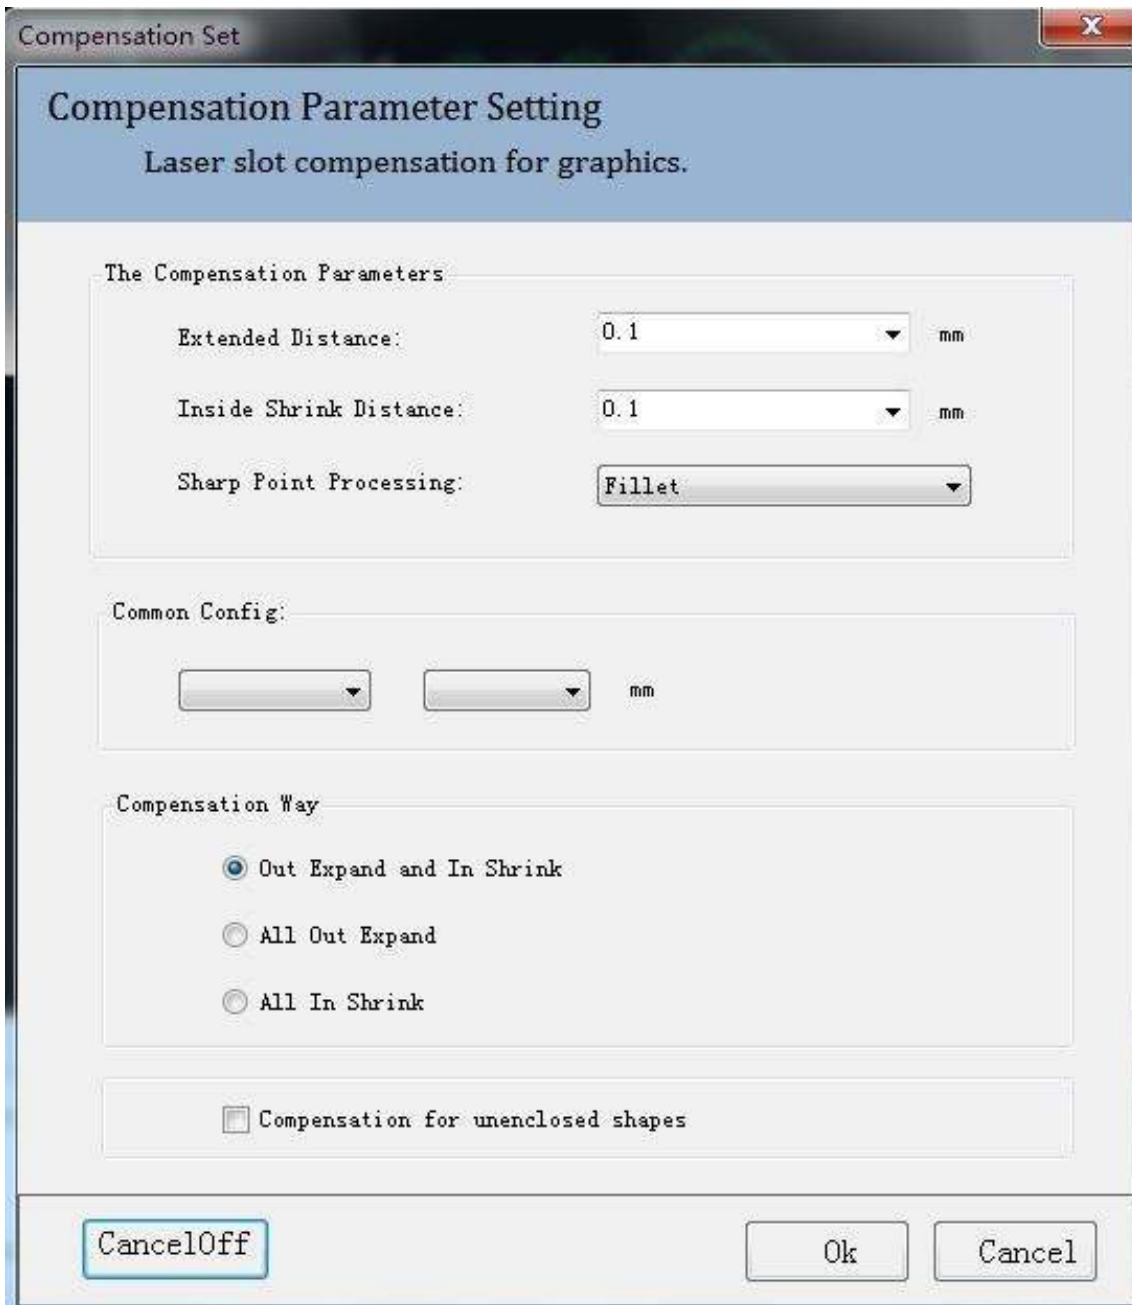 Compensation Set
Compensation Parameter Setting
Laser slot compensation for graphics.
The Compensation Parameters
Extended Distance: 0.1 mm
Inside Shrink Distance: 0.1 mm
Sharp Point Processing: Fillet
Common Config:
mm
Compensation Way
Out Expand and In Shrink
All Out Expand
All In Shrink
Compensation for unenclosed shapes
CancelOff Ok Cancel